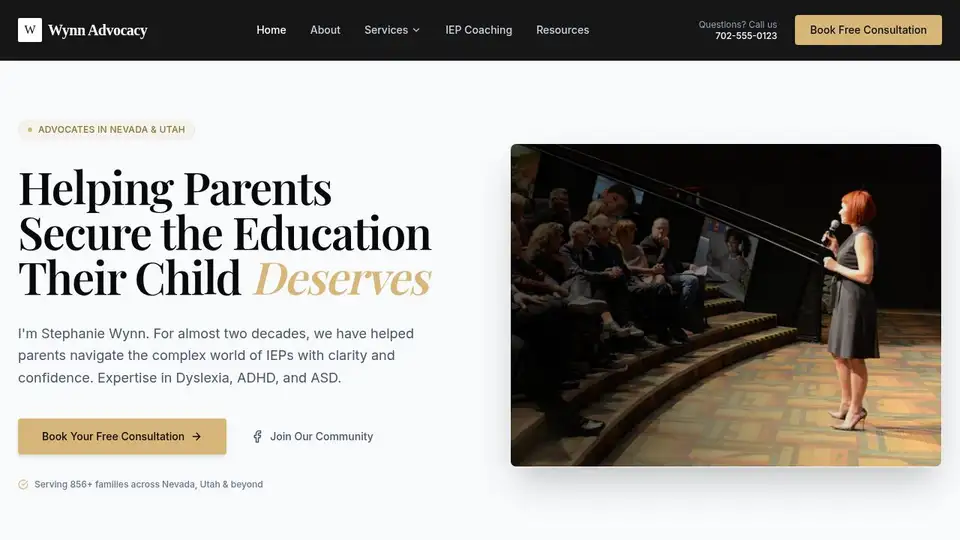 W Wynn Advocacy
Home About Services IEP Coaching Resources
Questions? Call us
702-555-0123
Book Free Consultation
ADVOCATES IN NEVADA & UTAH
Helping Parents
Secure the Education
Their Child Deserves
I'm Stephanie Wynn. For almost two decades, we have helped
parents navigate the complex world of IEPs with clarity and
confidence. Expertise in Dyslexia, ADHD, and ASD.
Book Your Free Consultation →
Join Our Community
Serving 856+ families across Nevada, Utah & beyond